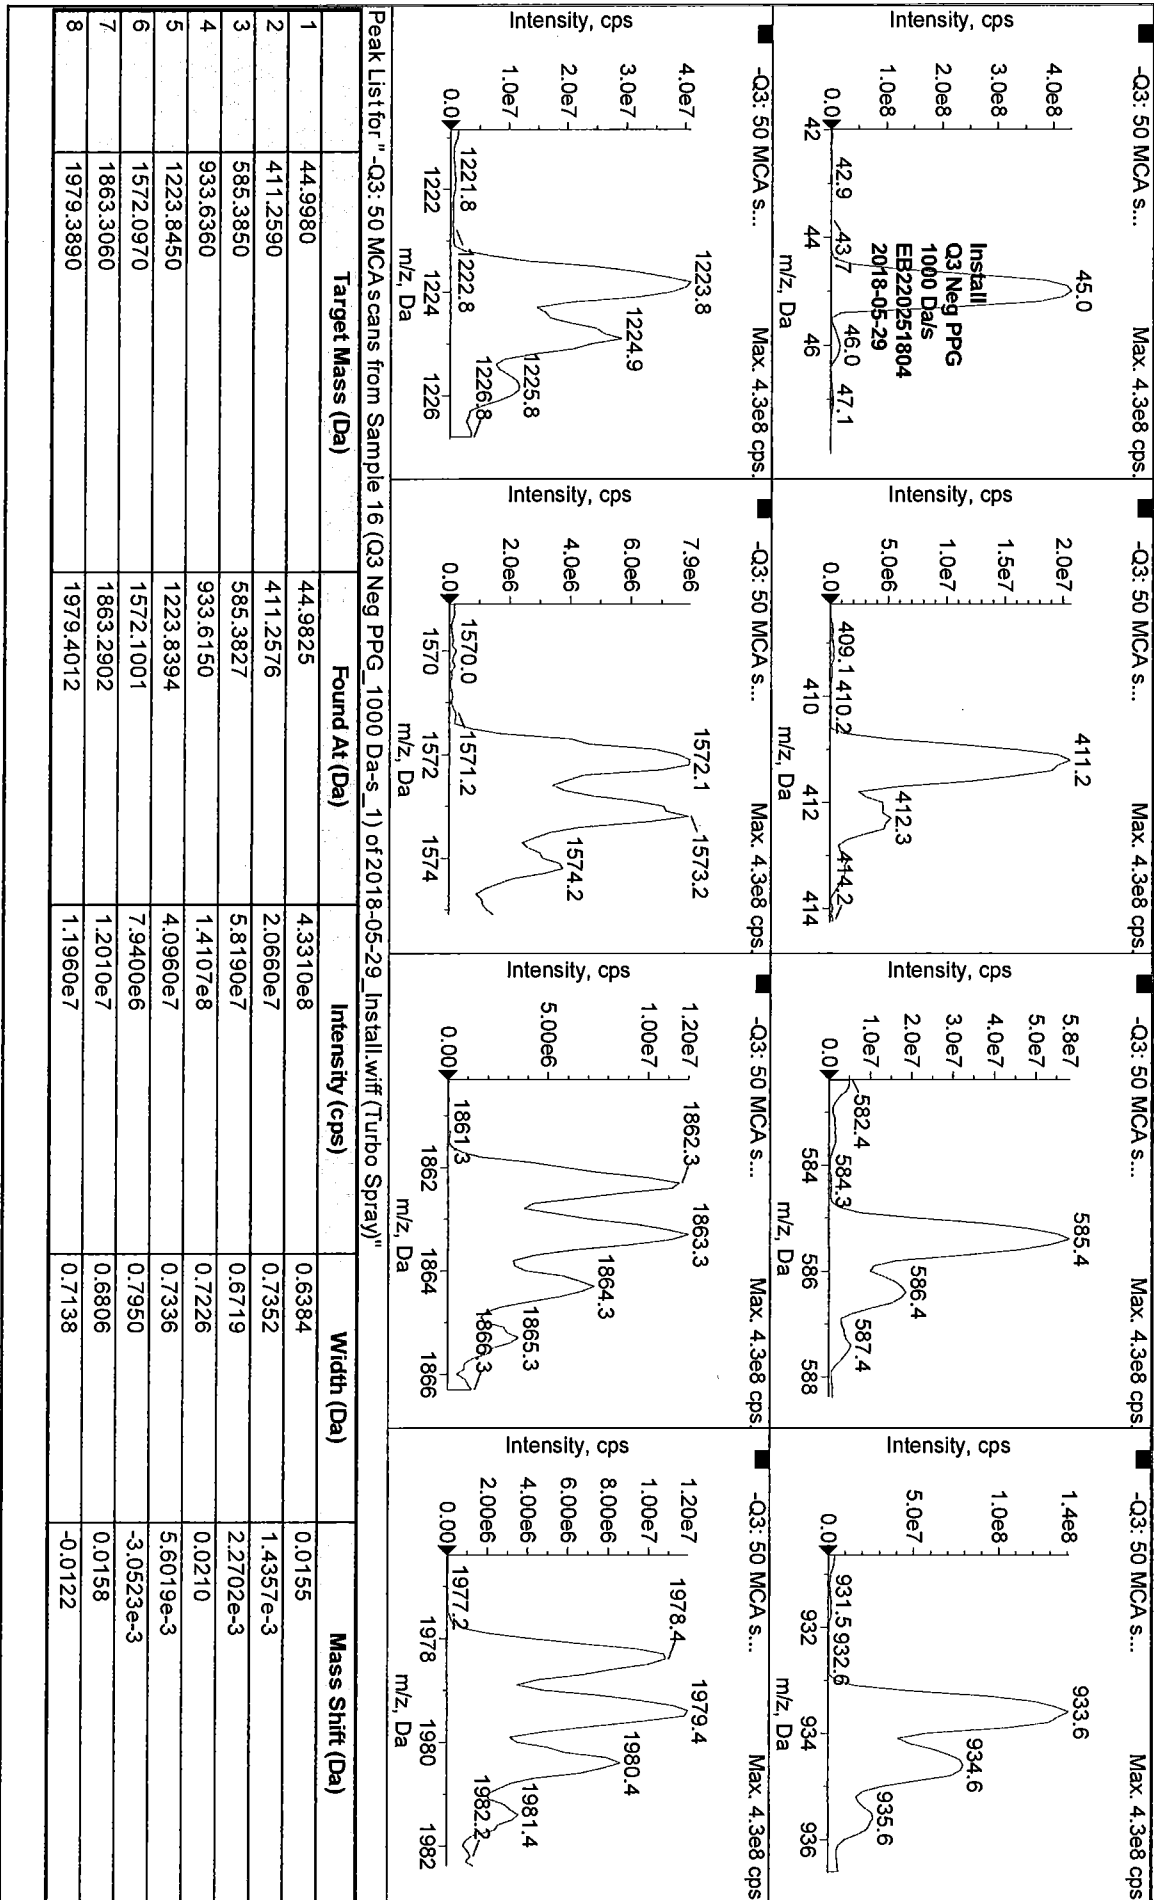 -Q3: 50 MCA s... Max. 4.3e8 cps.
Intensity, cps
4.0e8
3.0e8
2.0e8
1.0e8
0.0
45.0
42.9
43.7
46.0
47.1
Install
Q3 Neg PPG
1000 Da/s
EB220251804
2018-05-29
42 44 46
m/z, Da
-Q3: 50 MCA s... Max. 4.3e8 cps.
Intensity, cps
2.0e7
1.5e7
1.0e7
5.0e6
0.0
411.2
409.1
410.2
412.3
414.2
410 412 414
m/z, Da
-Q3: 50 MCA s... Max. 4.3e8 cps.
Intensity, cps
5.8e7
5.0e7
4.0e7
3.0e7
2.0e7
1.0e7
0.0
585.4
582.4
584.3
586.4
587.4
584 586 588
m/z, Da
-Q3: 50 MCA s... Max. 4.3e8 cps
Intensity, cps
1.4e8
1.0e8
5.0e7
0.0
933.6
931.5
932.6
934.6
935.6
932 934 936
m/z, Da
-Q3: 50 MCA s... Max. 4.3e8 cps.
Intensity, cps
4.0e7
3.0e7
2.0e7
1.0e7
0.0
1223.8
1221.8
1222.8
1224.9
1225.8
1226.8
1222 1224 1226
m/z, Da
-Q3: 50 MCA s... Max. 4.3e8 cps.
Intensity, cps
7.9e6
6.0e6
4.0e6
2.0e6
0.0
1572.1
1573.2
1570.0
1571.2
1574.2
1570 1572 1574
m/z, Da
-Q3: 50 MCA s... Max. 4.3e8 cps.
Intensity, cps
1.20e7
1.00e7
5.00e6
0.00
1862.3
1863.3
1861.3
1864.3
1865.3
1866.3
1862 1864 1866
m/z, Da
-Q3: 50 MCA s... Max. 4.3e8 cps
Intensity, cps
1.20e7
1.00e7
8.00e6
6.00e6
4.00e6
2.00e6
0.00
1978.4
1979.4
1977.2
1980.4
1981.4
1982.2
1978 1980 1982
m/z, Da
Peak List for "-Q3: 50 MCA scans from Sample 16 (Q3 Neg PPG_1000 Da-s_1) of 2018-05-29_Install.wiff (Turbo Spray)"
Target Mass (Da) Found At (Da) Intensity (cps) Width (Da) Mass Shift (Da)
1 44.9980 44.9825 4.3310e8 0.6384 0.0155
2 411.2590 411.2576 2.0660e7 0.7352 1.4357e-3
3 585.3850 585.3827 5.8190e7 0.6719 2.2702e-3
4 933.6360 933.6150 1.4107e8 0.7226 0.0210
5 1223.8450 1223.8394 4.0960e7 0.7336 5.6019e-3
6 1572.0970 1572.1001 7.9400e6 0.7950 -3.0523e-3
7 1863.3060 1863.2902 1.2010e7 0.6806 0.0158
8 1979.3890 1979.4012 1.1960e7 0.7138 -0.0122